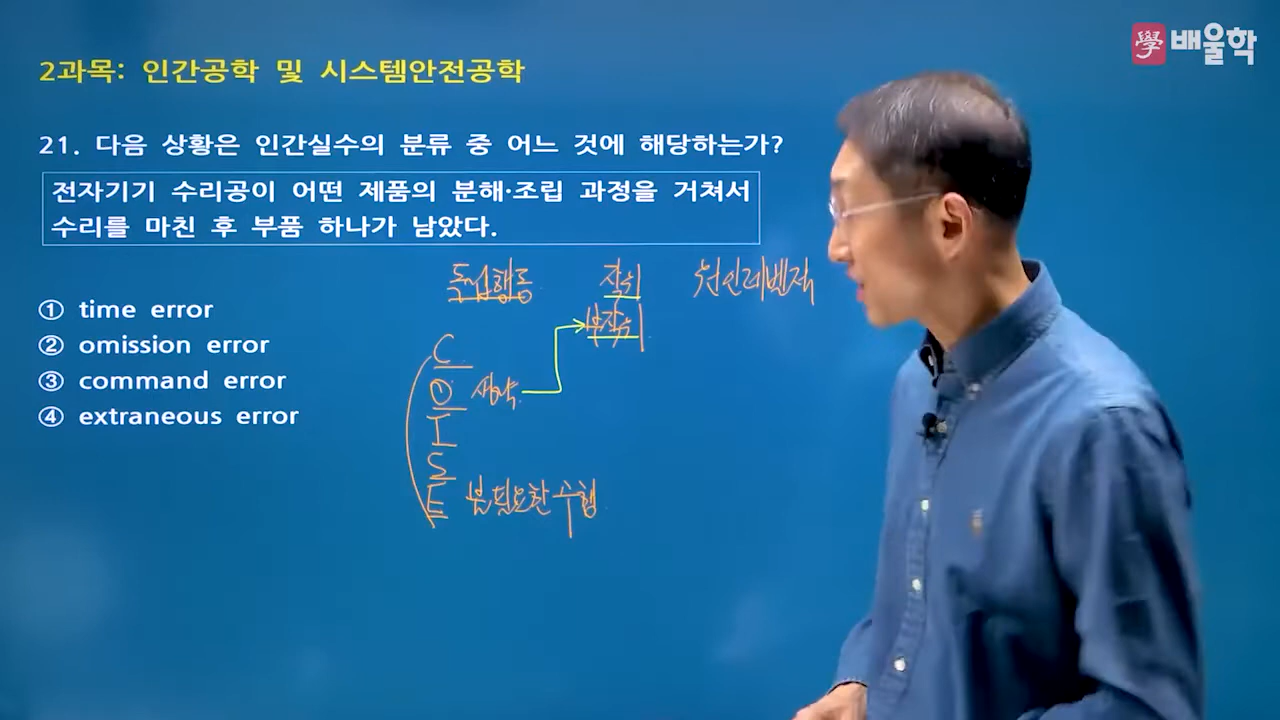 學 배울학
2과목: 인간공학 및 시스템안전공학
21. 다음 상황은 인간실수의 분류 중 어느 것에 해당하는가?
전자기기 수리공이 어떤 제품의 분해·조립 과정을 거쳐서
수리를 마친 후 부품 하나가 남았다.
독립행동 작위 원인레벨적
부작위
① time error
② omission error
③ command error
④ extraneous error
C
O 생략
T
S
E 불필요한 수행